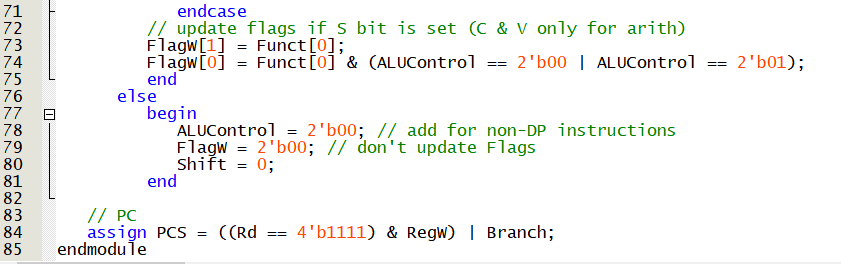 71 endcase
72 // update flags if S bit is set (C & V only for arith)
73 FlagW[1] = Funct[0];
74 FlagW[0] = Funct[0] & (ALUControl == 2'b00 | ALUControl == 2'b01);
75 end
76 else
77 begin
78 ALUControl = 2'b00; // add for non-DP instructions
79 FlagW = 2'b00; // don't update Flags
80 Shift = 0;
81 end
82
83 // PC
84 assign PCS = ((Rd == 4'b1111) & RegW) | Branch;
85 endmodule